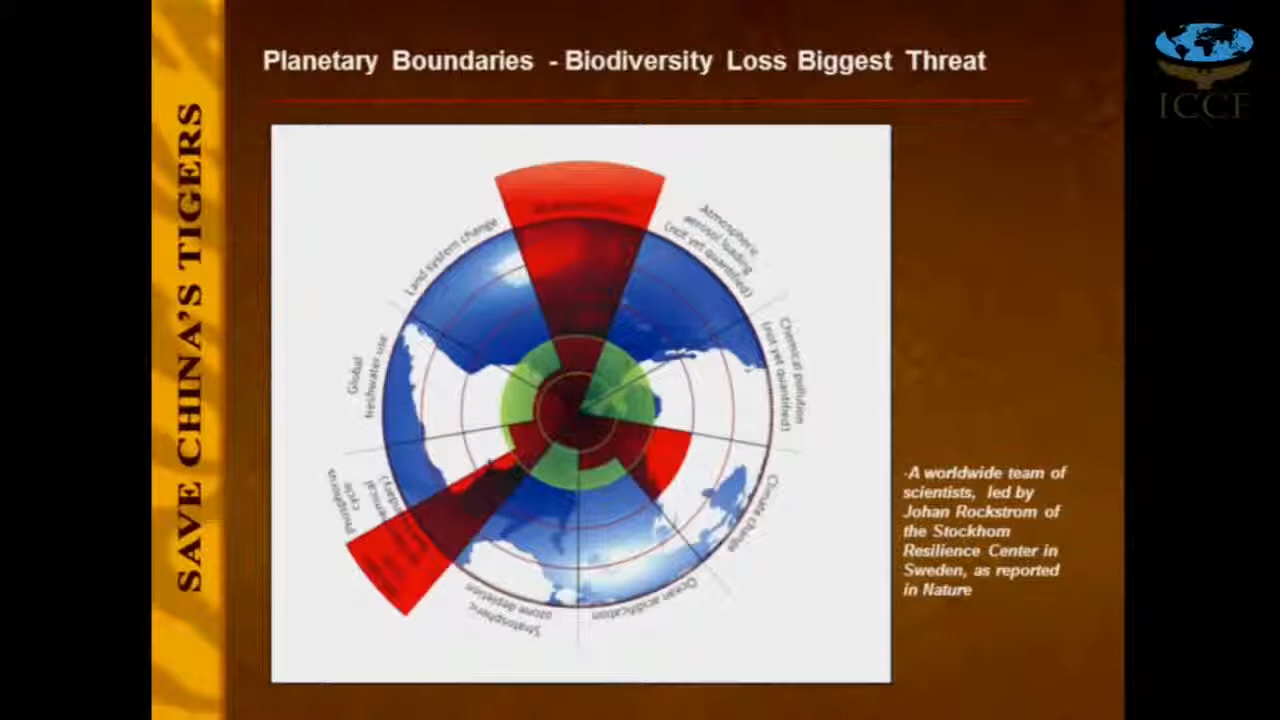 Planetary Boundaries - Biodiversity Loss Biggest Threat
ICCF
SAVE CHINA'S TIGERS
Land system change
Atmospheric
aerosol loading
(not yet quantified)
Chemical pollution
(not yet quantified)
Global
freshwater use
Phosphorus
cycle
Climate change
Ocean acidification
Stratospheric
ozone depletion
-A worldwide team of
scientists, led by
Johan Rockstrom of
the Stockhom
Resilience Center in
Sweden, as reported
in Nature